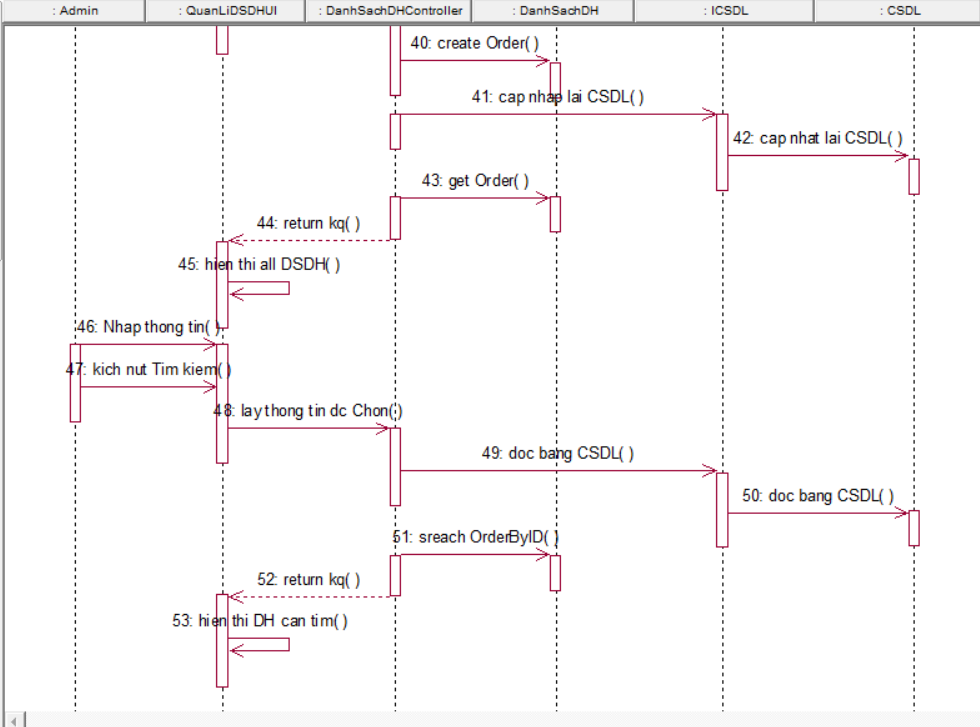 : Admin
: QuanLiDSDHUI
: DanhSachDHController
: DanhSachDH
: ICSDL
: CSDL
40: create Order( )
41: cap nhap lai CSDL( )
42: cap nhat lai CSDL( )
43: get Order( )
44: return kq( )
45: hien thi all DSDH( )
46: Nhap thong tin( )
47: kich nut Tim kiem( )
48: lay thong tin dc Chon( )
49: doc bang CSDL( )
50: doc bang CSDL( )
51: sreach OrderByID( )
52: return kq( )
53: hien thi DH can tim( )